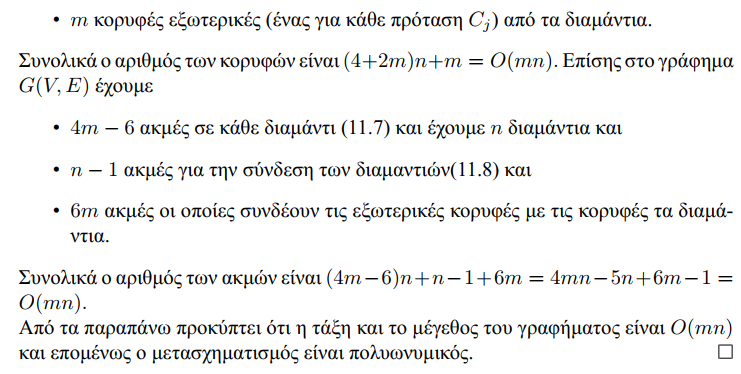 • m κορυφές εξωτερικές (ένας για κάθε πρόταση C_j) από τα διαμάντια.
Συνολικά ο αριθμός των κορυφών είναι (4+2m)n+m = O(mn). Επίσης στο γράφημα
G(V, E) έχουμε
• 4m − 6 ακμές σε κάθε διαμάντι (11.7) και έχουμε n διαμάντια και
• n − 1 ακμές για την σύνδεση των διαμαντιών(11.8) και
• 6m ακμές οι οποίες συνδέουν τις εξωτερικές κορυφές με τις κορυφές τα διαμά-
ντια.
Συνολικά ο αριθμός των ακμών είναι (4m−6)n+n−1+6m = 4mn−5n+6m−1 =
O(mn).
Από τα παραπάνω προκύπτει ότι η τάξη και το μέγεθος του γραφήματος είναι O(mn)
και επομένως ο μετασχηματισμός είναι πολυωνυμικός. □